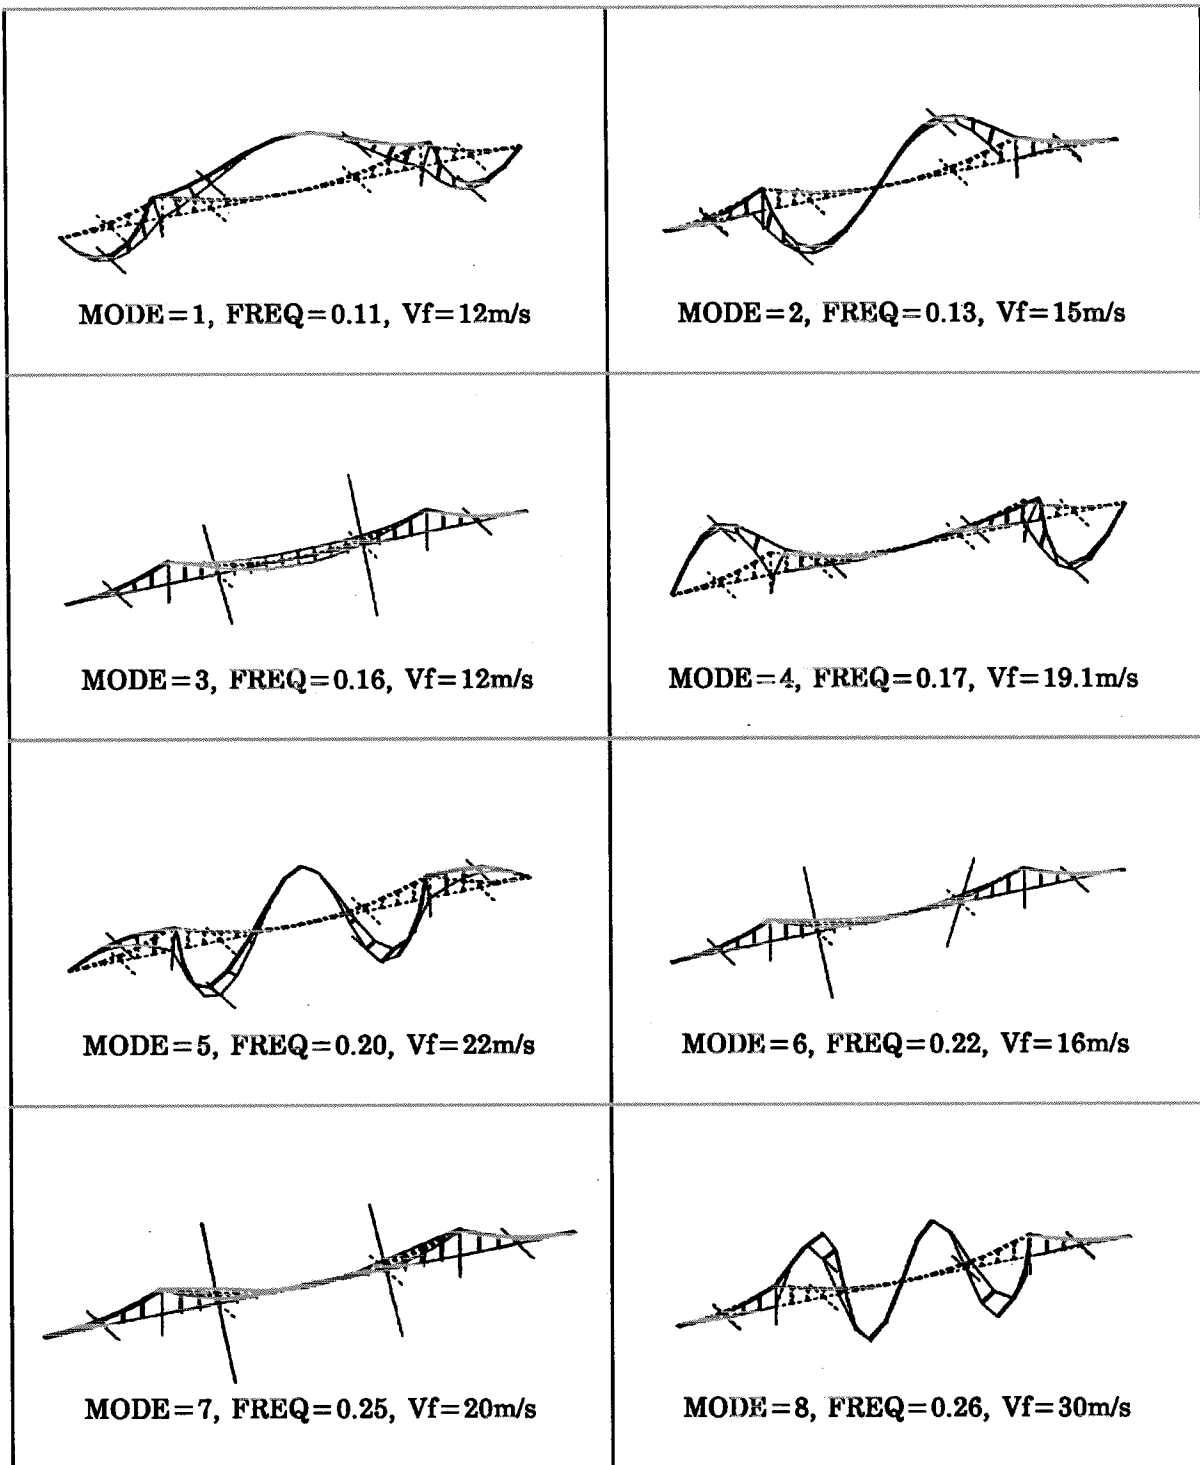 MODE=1, FREQ=0.11, Vf=12m/s
MODE=2, FREQ=0.13, Vf=15m/s
MODE=3, FREQ=0.16, Vf=12m/s
MODE=4, FREQ=0.17, Vf=19.1m/s
MODE=5, FREQ=0.20, Vf=22m/s
MODE=6, FREQ=0.22, Vf=16m/s
MODE=7, FREQ=0.25, Vf=20m/s
MODE=8, FREQ=0.26, Vf=30m/s